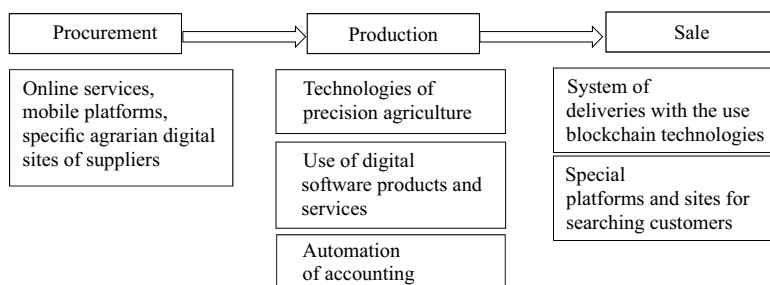 Procurement
Production
Sale
Online services,
mobile platforms,
specific agrarian digital
sites of suppliers
Technologies of
precision agriculture
Use of digital
software products and
services
Automation
of accounting
System of
deliveries with the use
blockchain technologies
Special
platforms and sites for
searching customers